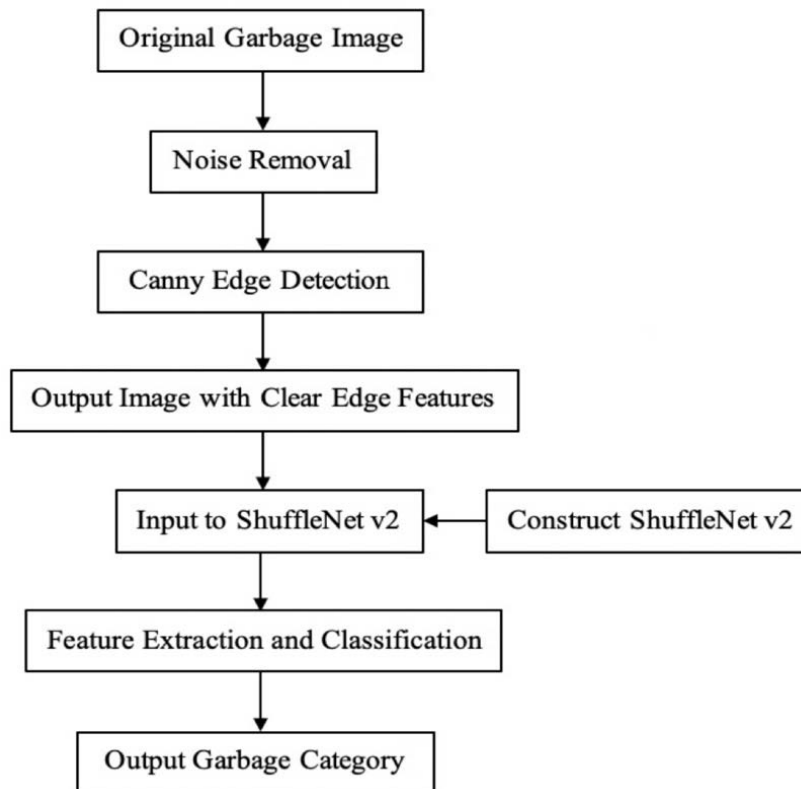 Original Garbage Image
Noise Removal
Canny Edge Detection
Output Image with Clear Edge Features
Input to ShuffleNet v2
Construct ShuffleNet v2
Feature Extraction and Classification
Output Garbage Category